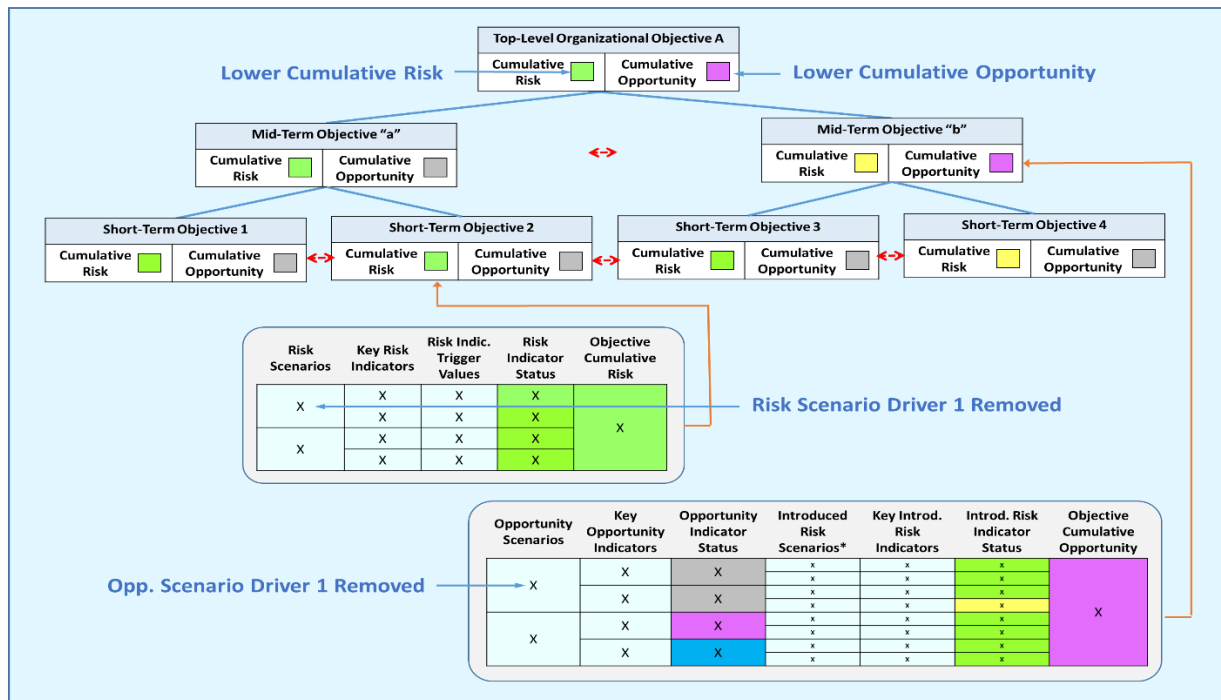 Top-Level Organizational Objective A
Lower Cumulative Risk
Cumulative
Risk
Cumulative
Opportunity
Lower Cumulative Opportunity
Mid-Term Objective “a”
Cumulative
Risk
Cumulative
Opportunity
Mid-Term Objective “b”
Cumulative
Risk
Cumulative
Opportunity
Short-Term Objective 1
Cumulative
Risk
Cumulative
Opportunity
Short-Term Objective 2
Cumulative
Risk
Cumulative
Opportunity
Short-Term Objective 3
Cumulative
Risk
Cumulative
Opportunity
Short-Term Objective 4
Cumulative
Risk
Cumulative
Opportunity
Risk
Scenarios
Key Risk
Indicators
Risk Indic.
Trigger
Values
Risk
Indicator
Status
Objective
Cumulative
Risk
X
X X X
X X X
X
X X X
X X X
X
Risk Scenario Driver 1 Removed
Opportunity
Scenarios
Key
Opportunity
Indicators
Opportunity
Indicator
Status
Introduced
Risk
Scenarios*
Key Introd.
Risk
Indicators
Introd. Risk
Indicator
Status
Objective
Cumulative
Opportunity
Opp. Scenario Driver 1 Removed
X
X X
X X
X
X X
X X
x x x
x x x
x x x
x x x
x x x
x x x
x x x
x x x
X